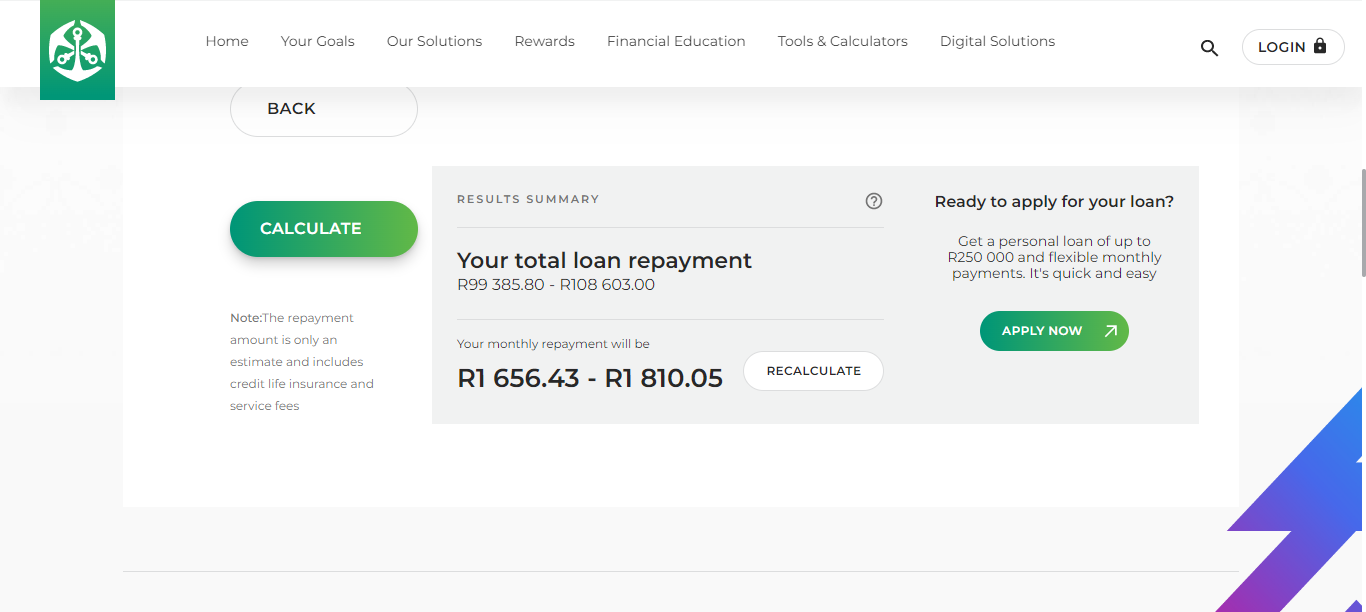 Home Your Goals Our Solutions Rewards Financial Education Tools & Calculators Digital Solutions
LOGIN
BACK
CALCULATE
Note:The repayment
amount is only an
estimate and includes
credit life insurance and
service fees
RESULTS SUMMARY
Your total loan repayment
R99 385.80 - R108 603.00
Your monthly repayment will be
R1 656.43 - R1 810.05
RECALCULATE
Ready to apply for your loan?
Get a personal loan of up to
R250 000 and flexible monthly
payments. It's quick and easy
APPLY NOW